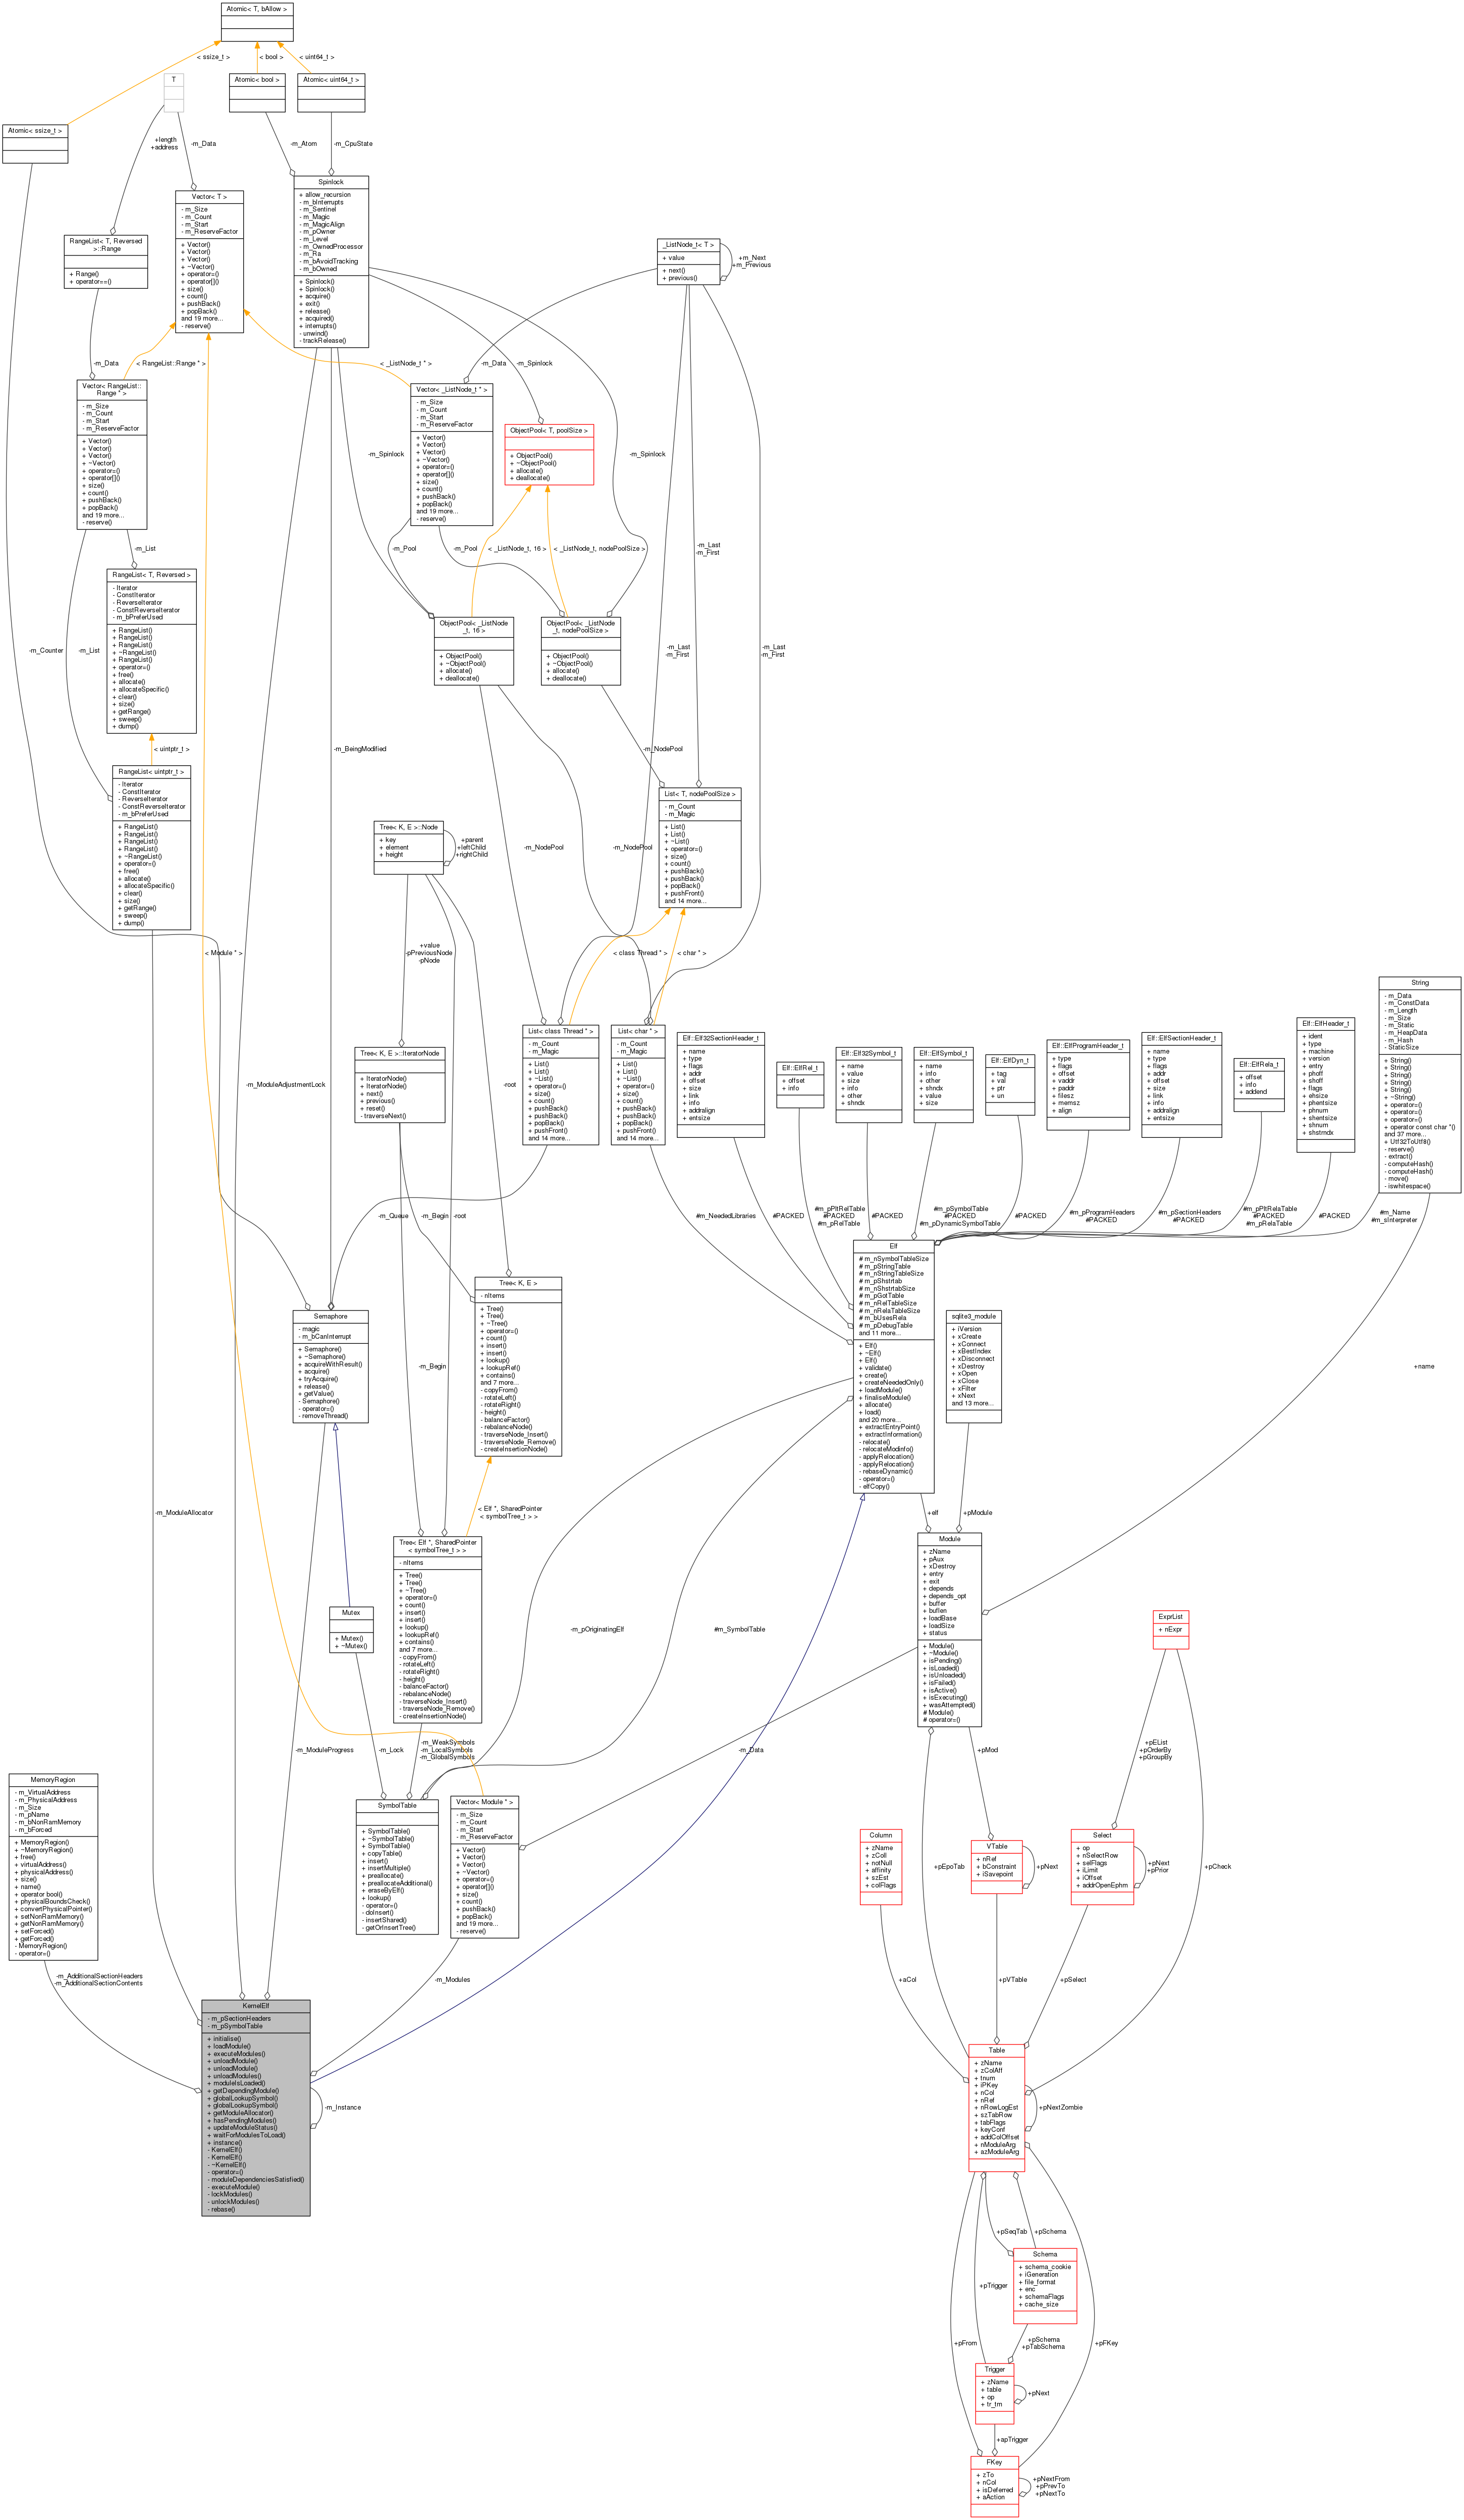 Atomic< T, bAllow >
< ssize_t >
< bool >
< uint64_t >
T
Atomic< bool >
Atomic< uint64_t >
Atomic< ssize_t >
+length
+address
-m_Data
-m_Atom
-m_CpuState
Vector< T >
- m_Size
- m_Count
- m_Start
- m_ReserveFactor
+ Vector()
+ Vector()
+ Vector()
+ ~Vector()
+ operator=()
+ operator[]()
+ size()
+ count()
+ pushBack()
+ popBack()
and 19 more...
- reserve()
Spinlock
+ allow_recursion
- m_bInterrupts
- m_Sentinel
- m_Magic
- m_MagicAlign
- m_pOwner
- m_Level
- m_OwnedProcessor
- m_Ra
- m_bAvoidTracking
- m_bOwned
+ Spinlock()
+ Spinlock()
+ acquire()
+ exit()
+ release()
+ acquired()
+ interrupts()
- unwind()
- trackRelease()
RangeList< T, Reversed
>::Range
+ Range()
+ operator==()
_ListNode_t< T >
+ value
+ next()
+ previous()
+m_Next
+m_Previous
-m_Data
< RangeList::Range * >
< _ListNode_t * >
-m_Data
-m_Spinlock
Vector< RangeList::
Range * >
- m_Size
- m_Count
- m_Start
- m_ReserveFactor
+ Vector()
+ Vector()
+ Vector()
+ ~Vector()
+ operator=()
+ operator[]()
+ size()
+ count()
+ pushBack()
+ popBack()
and 19 more...
- reserve()
Vector< _ListNode_t * >
- m_Size
- m_Count
- m_Start
- m_ReserveFactor
+ Vector()
+ Vector()
+ Vector()
+ ~Vector()
+ operator=()
+ operator[]()
+ size()
+ count()
+ pushBack()
+ popBack()
and 19 more...
- reserve()
ObjectPool< T, poolSize >
+ ObjectPool()
+ ~ObjectPool()
+ allocate()
+ deallocate()
-m_Spinlock
-m_Spinlock
-m_List
-m_Pool
-m_Pool
< _ListNode_t, 16 >
< _ListNode_t, nodePoolSize >
-m_Last
-m_First
RangeList< T, Reversed >
- Iterator
- ConstIterator
- ReverseIterator
- ConstReverseIterator
- m_bPreferUsed
+ RangeList()
+ RangeList()
+ RangeList()
+ ~RangeList()
+ RangeList()
+ operator=()
+ free()
+ allocate()
+ allocateSpecific()
+ clear()
+ size()
+ getRange()
+ sweep()
+ dump()
ObjectPool< _ListNode
_t, 16 >
+ ObjectPool()
+ ~ObjectPool()
+ allocate()
+ deallocate()
ObjectPool< _ListNode
_t, nodePoolSize >
+ ObjectPool()
+ ~ObjectPool()
+ allocate()
+ deallocate()
-m_Counter
-m_List
-m_Last
-m_First
-m_Last
-m_First
< uintptr_t >
-m_BeingModified
-m_NodePool
RangeList< uintptr_t >
- Iterator
- ConstIterator
- ReverseIterator
- ConstReverseIterator
- m_bPreferUsed
+ RangeList()
+ RangeList()
+ RangeList()
+ RangeList()
+ ~RangeList()
+ operator=()
+ free()
+ allocate()
+ allocateSpecific()
+ clear()
+ size()
+ getRange()
+ sweep()
+ dump()
List< T, nodePoolSize >
- m_Count
- m_Magic
+ List()
+ List()
+ ~List()
+ operator=()
+ size()
+ count()
+ pushBack()
+ pushBack()
+ popBack()
+ pushFront()
and 14 more...
Tree< K, E >::Node
+ key
+ element
+ height
+parent
+leftChild
+rightChild
-m_NodePool
-m_NodePool
< Module * >
+value
-pPreviousNode
-pNode
< class Thread * >
< char * >
Tree< K, E >::IteratorNode
+ IteratorNode()
+ IteratorNode()
+ next()
+ previous()
+ reset()
- traverseNext()
-root
List< class Thread * >
- m_Count
- m_Magic
+ List()
+ List()
+ ~List()
+ operator=()
+ size()
+ count()
+ pushBack()
+ pushBack()
+ popBack()
+ pushFront()
and 14 more...
List< char * >
- m_Count
- m_Magic
+ List()
+ List()
+ ~List()
+ operator=()
+ size()
+ count()
+ pushBack()
+ pushBack()
+ popBack()
+ pushFront()
and 14 more...
Elf::Elf32SectionHeader_t
+ name
+ type
+ flags
+ addr
+ offset
+ size
+ link
+ info
+ addralign
+ entsize
Elf::ElfRel_t
+ offset
+ info
Elf::Elf32Symbol_t
+ name
+ value
+ size
+ info
+ other
+ shndx
Elf::ElfSymbol_t
+ name
+ info
+ other
+ shndx
+ value
+ size
Elf::ElfDyn_t
+ tag
+ val
+ ptr
+ un
Elf::ElfProgramHeader_t
+ type
+ flags
+ offset
+ vaddr
+ paddr
+ filesz
+ memsz
+ align
Elf::ElfSectionHeader_t
+ name
+ type
+ flags
+ addr
+ offset
+ size
+ link
+ info
+ addralign
+ entsize
Elf::ElfRela_t
+ offset
+ info
+ addend
Elf::ElfHeader_t
+ ident
+ type
+ machine
+ version
+ entry
+ phoff
+ shoff
+ flags
+ ehsize
+ phentsize
+ phnum
+ shentsize
+ shnum
+ shstrndx
String
- m_Data
- m_ConstData
- m_Length
- m_Size
- m_Static
- m_HeapData
- m_Hash
- StaticSize
+ String()
+ String()
+ String()
+ String()
+ String()
+ ~String()
+ operator=()
+ operator=()
+ operator=()
+ operator const char *()
and 37 more...
+ Utf32ToUtf8()
- reserve()
- extract()
- computeHash()
- computeHash()
- move()
- iswhitespace()
-m_ModuleAdjustmentLock
-m_Queue
-m_Begin
-root
#m_NeededLibraries
#PACKED
#m_pPltRelTable
#PACKED
#m_pRelTable
#PACKED
#m_pSymbolTable
#PACKED
#m_pDynamicSymbolTable
#PACKED
#m_pProgramHeaders
#PACKED
#m_pSectionHeaders
#PACKED
#m_pPltRelaTable
#PACKED
#m_pRelaTable
#PACKED
#m_Name
#m_sInterpreter
Semaphore
- magic
- m_bCanInterrupt
+ Semaphore()
+ ~Semaphore()
+ acquireWithResult()
+ acquire()
+ tryAcquire()
+ release()
+ getValue()
- Semaphore()
- operator=()
- removeThread()
Tree< K, E >
- nItems
+ Tree()
+ Tree()
+ ~Tree()
+ operator=()
+ count()
+ insert()
+ insert()
+ lookup()
+ lookupRef()
+ contains()
and 7 more...
- copyFrom()
- rotateLeft()
- rotateRight()
- height()
- balanceFactor()
- rebalanceNode()
- traverseNode_Insert()
- traverseNode_Remove()
- createInsertionNode()
Elf
# m_nSymbolTableSize
# m_pStringTable
# m_nStringTableSize
# m_pShstrtab
# m_nShstrtabSize
# m_pGotTable
# m_nRelTableSize
# m_nRelaTableSize
# m_bUsesRela
# m_pDebugTable
and 11 more...
+ Elf()
+ ~Elf()
+ Elf()
+ validate()
+ create()
+ createNeededOnly()
+ loadModule()
+ finaliseModule()
+ allocate()
+ load()
and 20 more...
+ extractEntryPoint()
+ extractInformation()
- relocate()
- relocateModinfo()
- applyRelocation()
- applyRelocation()
- rebaseDynamic()
- operator=()
- elfCopy()
sqlite3_module
+ iVersion
+ xCreate
+ xConnect
+ xBestIndex
+ xDisconnect
+ xDestroy
+ xOpen
+ xClose
+ xFilter
+ xNext
and 13 more...
-m_Begin
+name
-m_ModuleAllocator
< Elf *, SharedPointer
< symbolTree_t > >
+elf
+pModule
Tree< Elf *, SharedPointer
< symbolTree_t > >
- nItems
+ Tree()
+ Tree()
+ ~Tree()
+ operator=()
+ count()
+ insert()
+ insert()
+ lookup()
+ lookupRef()
+ contains()
and 7 more...
- copyFrom()
- rotateLeft()
- rotateRight()
- height()
- balanceFactor()
- rebalanceNode()
- traverseNode_Insert()
- traverseNode_Remove()
- createInsertionNode()
Module
+ zName
+ pAux
+ xDestroy
+ entry
+ exit
+ depends
+ depends_opt
+ buffer
+ buflen
+ loadBase
+ loadSize
+ status
+ Module()
+ ~Module()
+ isPending()
+ isLoaded()
+ isUnloaded()
+ isFailed()
+ isActive()
+ isExecuting()
+ wasAttempted()
# Module()
# operator=()
Mutex
+ Mutex()
+ ~Mutex()
-m_pOriginatingElf
#m_SymbolTable
ExprList
+ nExpr
-m_ModuleProgress
-m_Lock
-m_WeakSymbols
-m_LocalSymbols
-m_GlobalSymbols
-m_Data
+pMod
+pEList
+pOrderBy
+pGroupBy
MemoryRegion
- m_VirtualAddress
- m_PhysicalAddress
- m_Size
- m_pName
- m_bNonRamMemory
- m_bForced
+ MemoryRegion()
+ ~MemoryRegion()
+ free()
+ virtualAddress()
+ physicalAddress()
+ size()
+ name()
+ operator bool()
+ physicalBoundsCheck()
+ convertPhysicalPointer()
+ setNonRamMemory()
+ getNonRamMemory()
+ setForced()
+ getForced()
- MemoryRegion()
- operator=()
SymbolTable
+ SymbolTable()
+ ~SymbolTable()
+ SymbolTable()
+ copyTable()
+ insert()
+ insertMultiple()
+ preallocate()
+ preallocateAdditional()
+ eraseByElf()
+ lookup()
- operator=()
- doInsert()
- insertShared()
- getOrInsertTree()
Vector< Module * >
- m_Size
- m_Count
- m_Start
- m_ReserveFactor
+ Vector()
+ Vector()
+ Vector()
+ ~Vector()
+ operator=()
+ operator[]()
+ size()
+ count()
+ pushBack()
+ popBack()
and 19 more...
- reserve()
Column
+ zName
+ zColl
+ notNull
+ affinity
+ szEst
+ colFlags
+pEpoTab
VTable
+ nRef
+ bConstraint
+ iSavepoint
+pNext
Select
+ op
+ nSelectRow
+ selFlags
+ iLimit
+ iOffset
+ addrOpenEphm
+pNext
+pPrior
+pCheck
-m_AdditionalSectionHeaders
-m_AdditionalSectionContents
-m_Modules
+aCol
+pVTable
+pSelect
KernelElf
- m_pSectionHeaders
- m_pSymbolTable
+ initialise()
+ loadModule()
+ executeModules()
+ unloadModule()
+ unloadModule()
+ unloadModules()
+ moduleIsLoaded()
+ getDependingModule()
+ globalLookupSymbol()
+ globalLookupSymbol()
+ getModuleAllocator()
+ hasPendingModules()
+ updateModuleStatus()
+ waitForModulesToLoad()
+ instance()
- KernelElf()
- KernelElf()
- ~KernelElf()
- operator=()
- moduleDependenciesSatisfied()
- executeModule()
- lockModules()
- unlockModules()
- rebase()
-m_Instance
Table
+ zName
+ zColAff
+ tnum
+ iPKey
+ nCol
+ nRef
+ nRowLogEst
+ szTabRow
+ tabFlags
+ keyConf
+ addColOffset
+ nModuleArg
+ azModuleArg
+pNextZombie
+pSeqTab
+pSchema
Schema
+ schema_cookie
+ iGeneration
+ file_format
+ enc
+ schemaFlags
+ cache_size
+pTrigger
+pFrom
+pSchema
+pTabSchema
+pFKey
Trigger
+ zName
+ table
+ op
+ tr_tm
+pNext
+apTrigger
FKey
+ zTo
+ nCol
+ isDeferred
+ aAction
+pNextFrom
+pPrevTo
+pNextTo